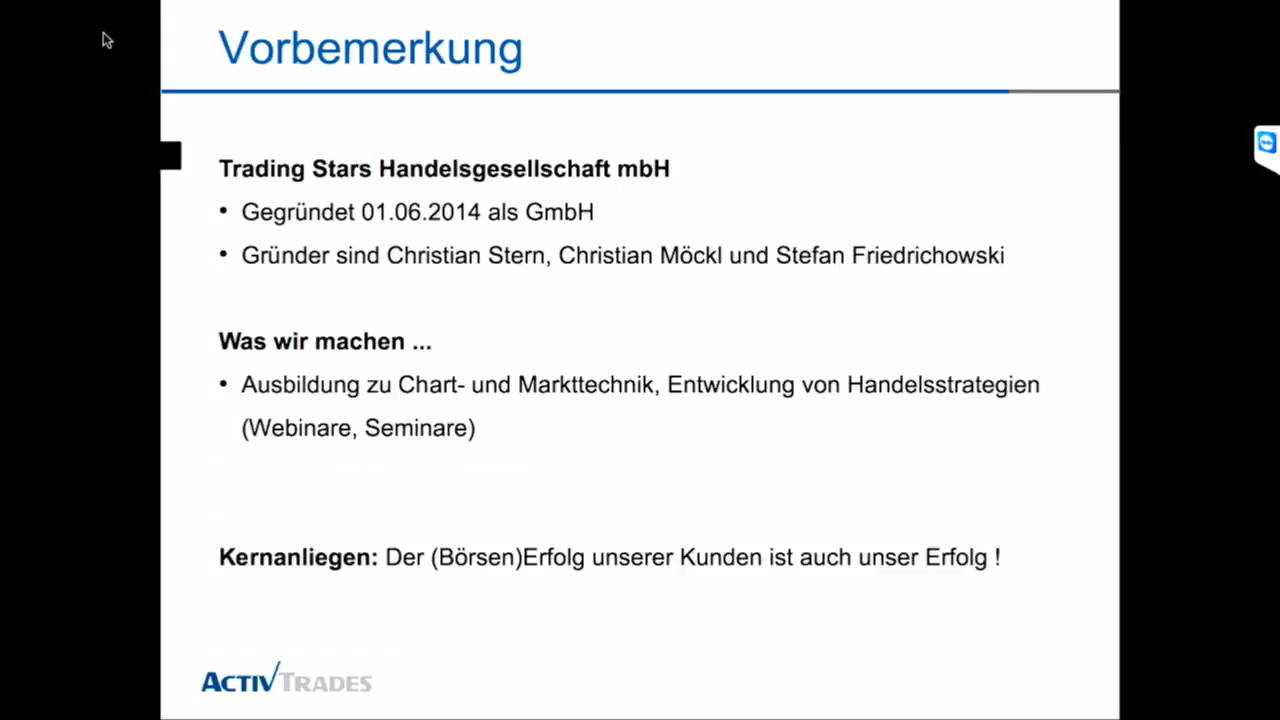 Vorbemerkung
Trading Stars Handelsgesellschaft mbH
• Gegründet 01.06.2014 als GmbH
• Gründer sind Christian Stern, Christian Möckl und Stefan Friedrichowski
Was wir machen ...
• Ausbildung zu Chart- und Markttechnik, Entwicklung von Handelsstrategien
(Webinare, Seminare)
Kernanliegen: Der (Börsen)Erfolg unserer Kunden ist auch unser Erfolg !
ACTIVTRADES